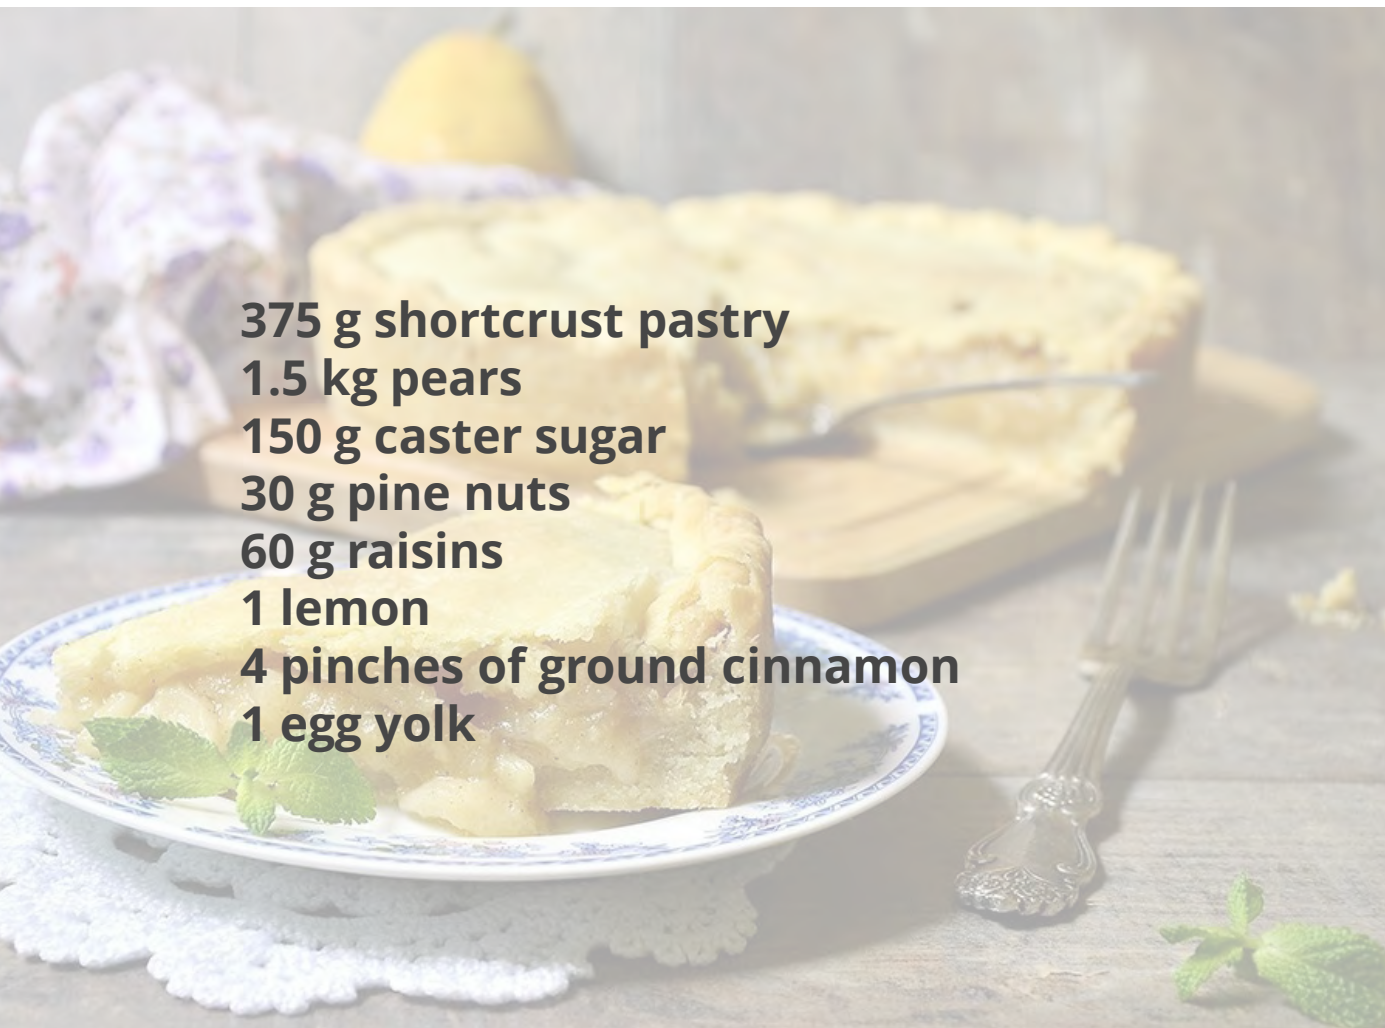 375 g shortcrust pastry
1.5 kg pears
150 g caster sugar
30 g pine nuts
60 g raisins
1 lemon
4 pinches of ground cinnamon
1 egg yolk